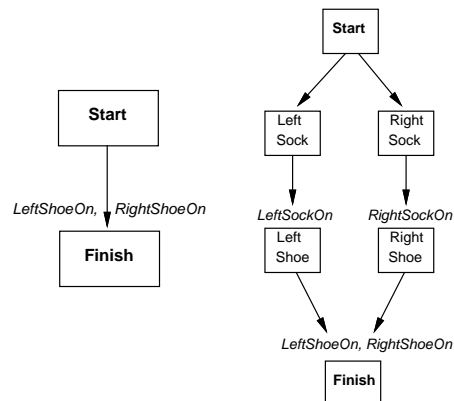 Start
LeftShoeOn, RightShoeOn
Finish
Start
Left
Sock
Right
Sock
LeftSockOn
RightSockOn
Left
Shoe
Right
Shoe
LeftShoeOn, RightShoeOn
Finish